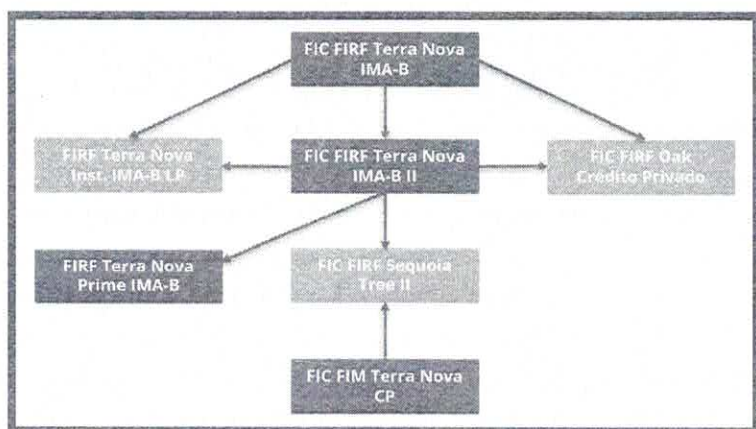 FIC FIRF Terra Nova
IMA-B
FIRF Terra Nova
Inst. IMA-B LP
FIC FIRF Terra Nova
IMA-B II
FIC FIRF Oak
Crédito Privado
FIRF Terra Nova
Prime IMA-B
FIC FIRF Sequoia
Tree II
FIC FIM Terra Nova
CP